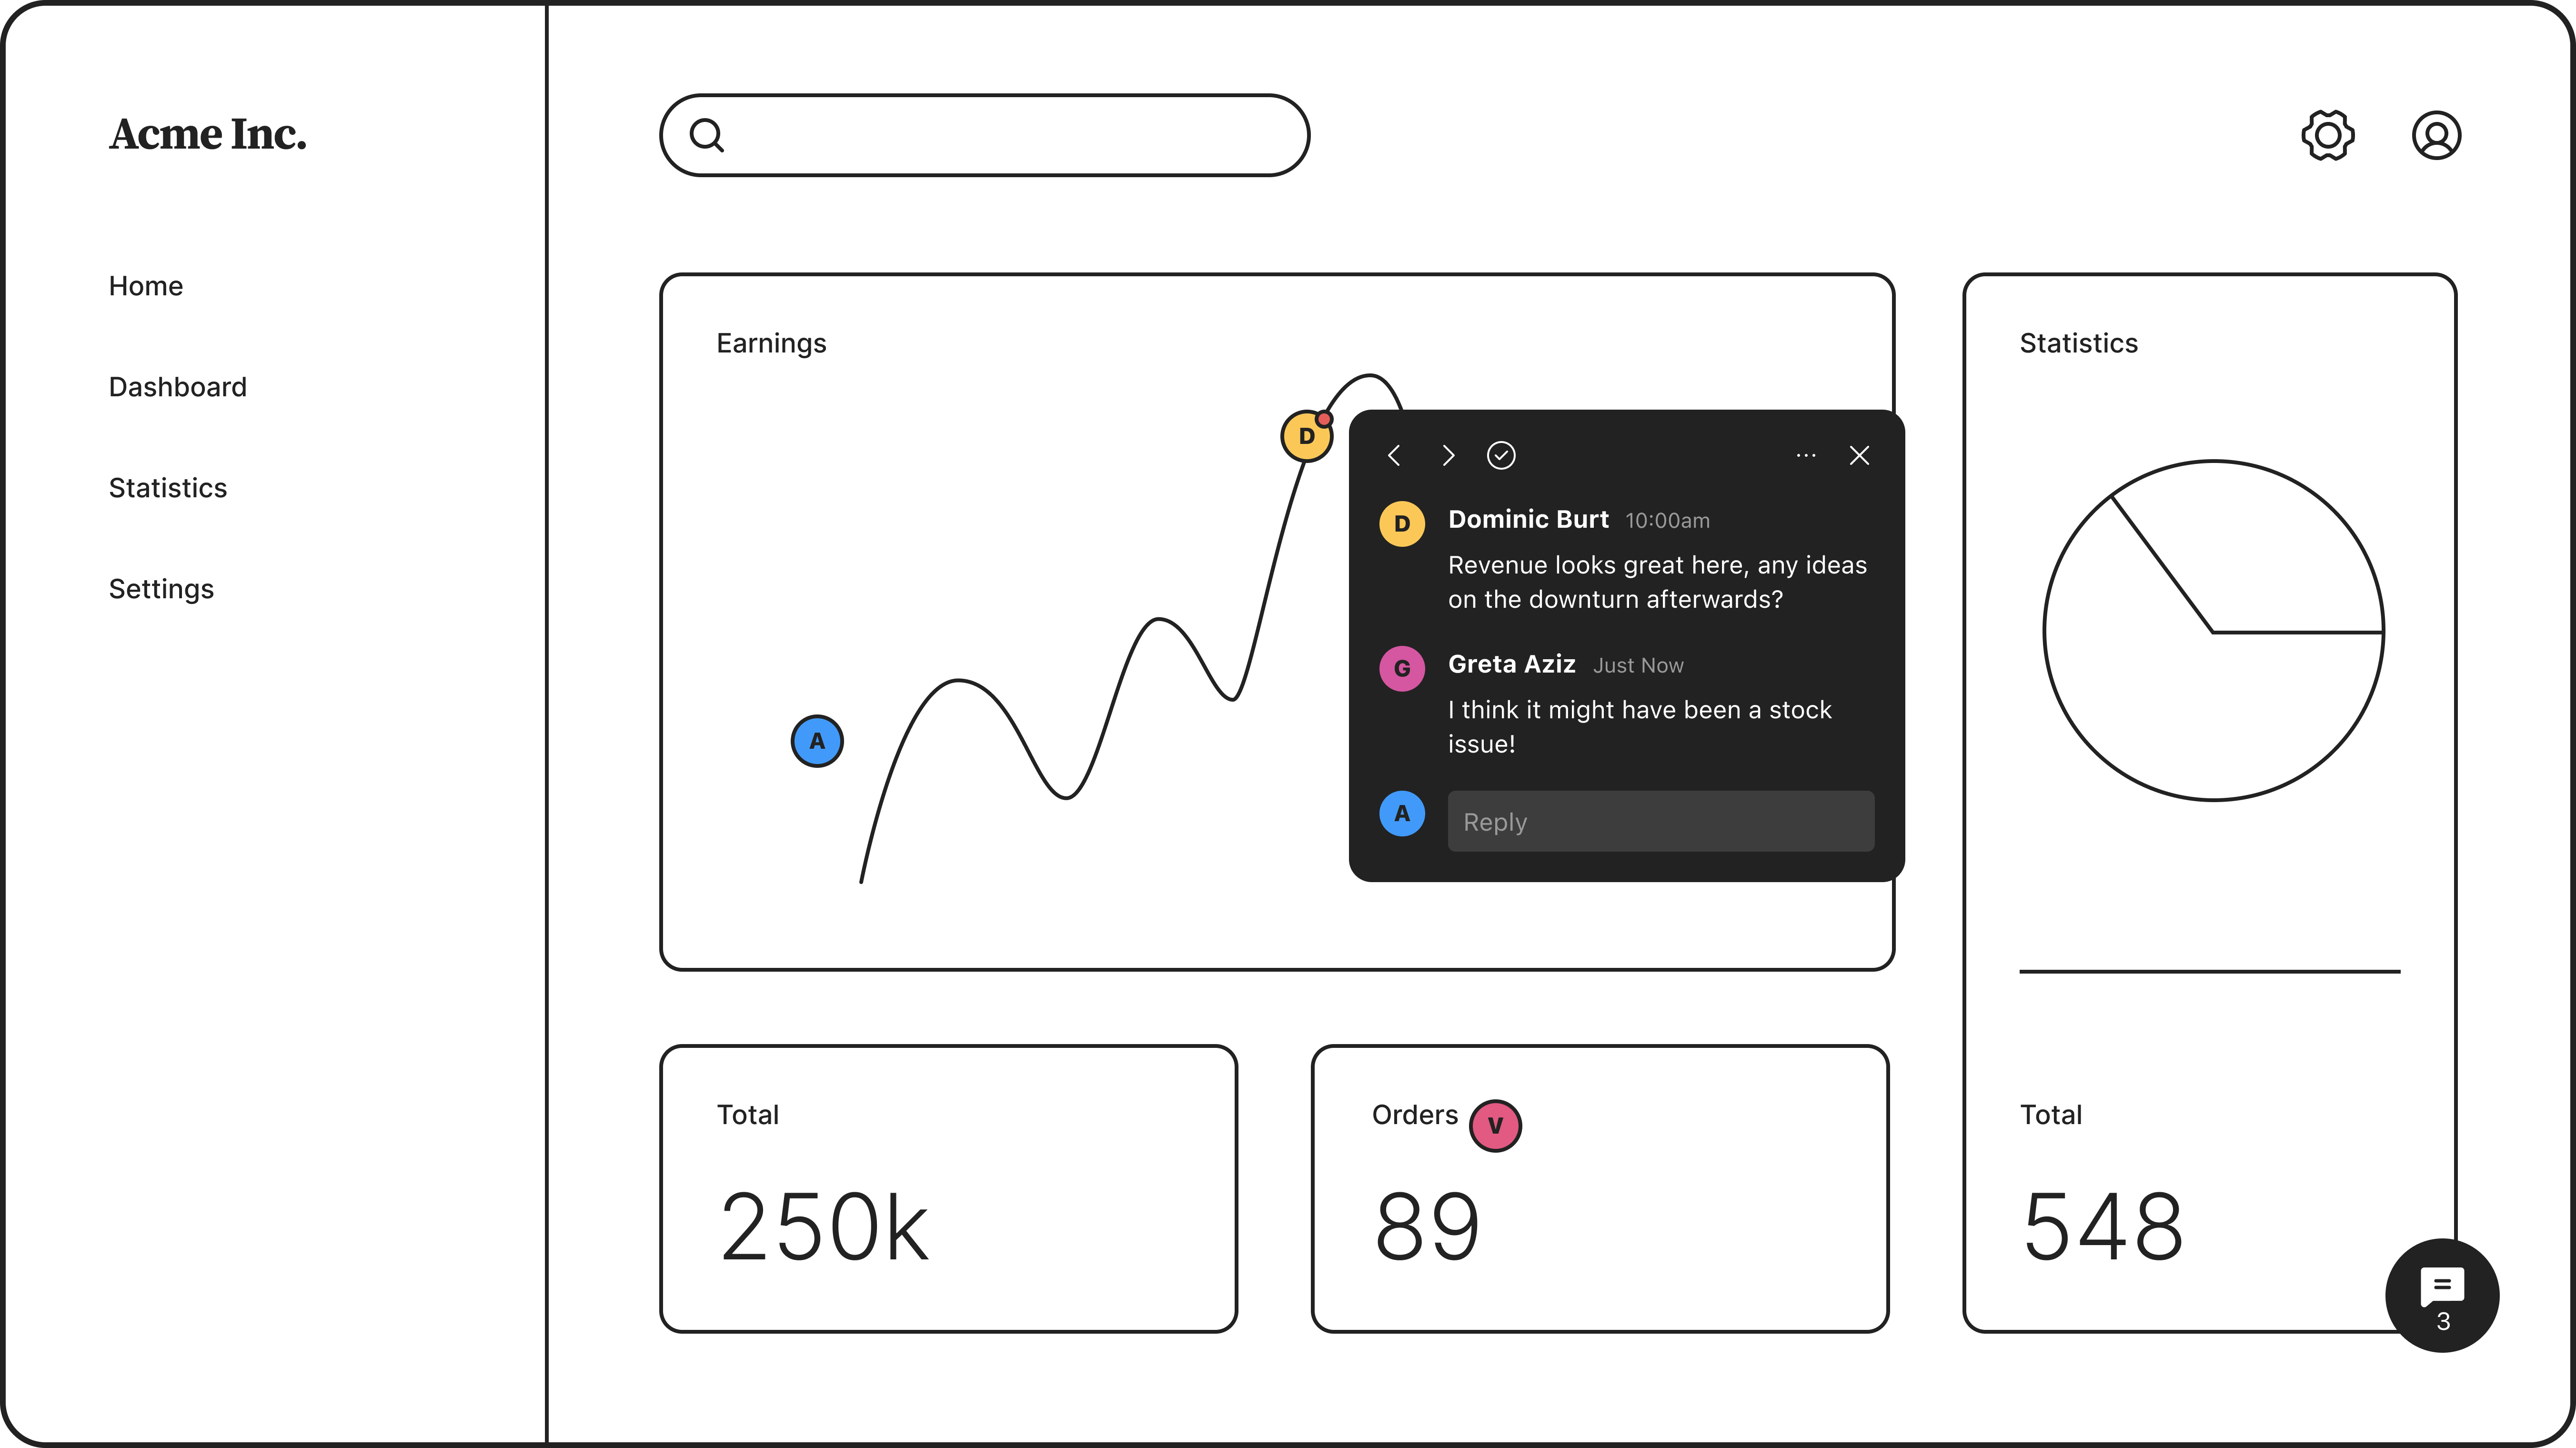 Acme Inc.
Home
Dashboard
Statistics
Settings
Earnings
D
A
D
Dominic Burt 10:00am
Revenue looks great here, any ideas
on the downturn afterwards?
G
Greta Aziz Just Now
I think it might have been a stock
issue!
A
Reply
Statistics
Total
250k
Orders
V
89
Total
548
3